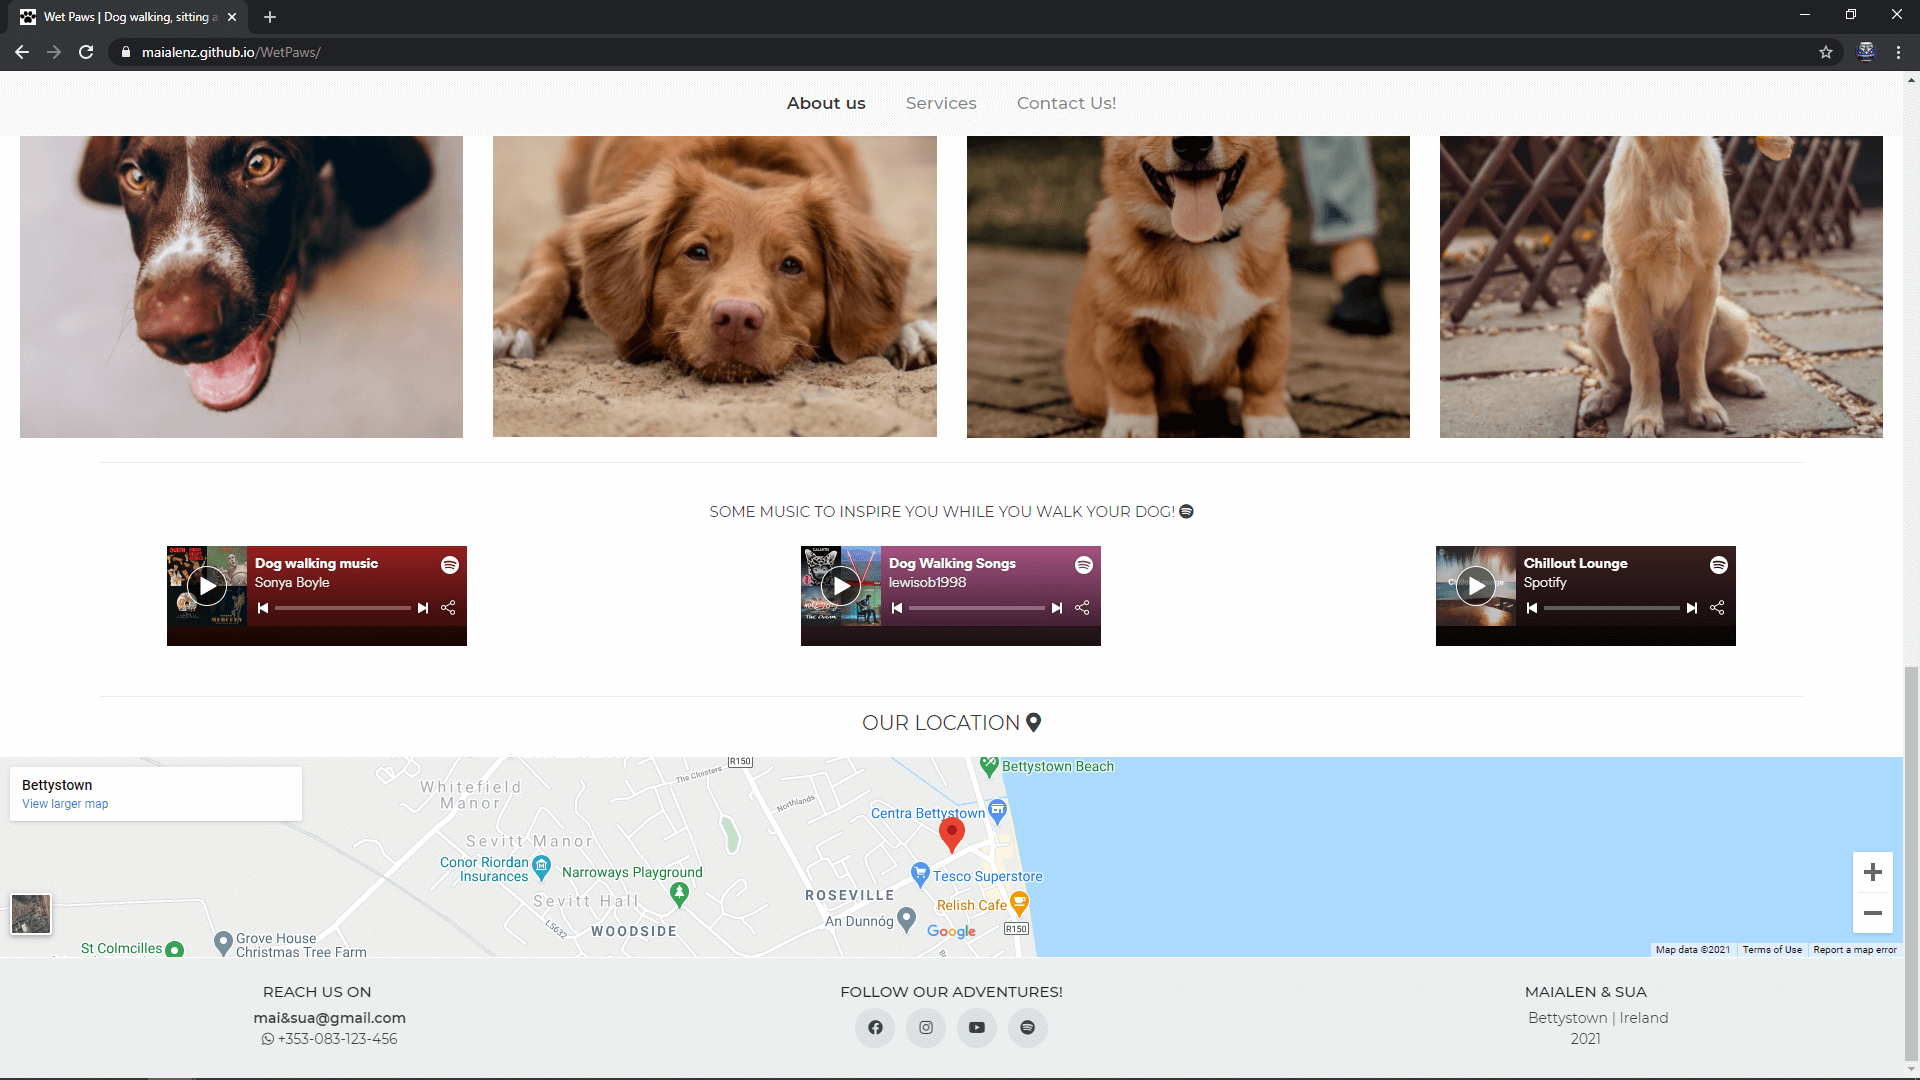 Wet Paws | Dog walking, sitting a
maialenz.github.io/WetPaws/
About us
Services
Contact Us!
SOME MUSIC TO INSPIRE YOU WHILE YOU WALK YOUR DOG!
Dog walking music
Sonya Boyle
Dog Walking Songs
lewisob1998
Chillout Lounge
Spotify
OUR LOCATION
Bettystown
View larger map
Whitefield
Manor
The Cloisters
R150
Northlands
Bettystown Beach
Centra Bettystown
Sevitt Manor
Conor Riordan
Insurances
Narroways Playground
Sevitt Hall
L5632
WOODSIDE
ROSEVILLE
An Dunnóg
Tesco Superstore
Relish Cafe
R150
Google
St Colmcilles
Grove House
Christmas Tree Farm
Map data ©2021
Terms of Use
Report a map error
REACH US ON
mai&sua@gmail.com
+353-083-123-456
FOLLOW OUR ADVENTURES!
MAIALEN & SUA
Bettystown | Ireland
2021